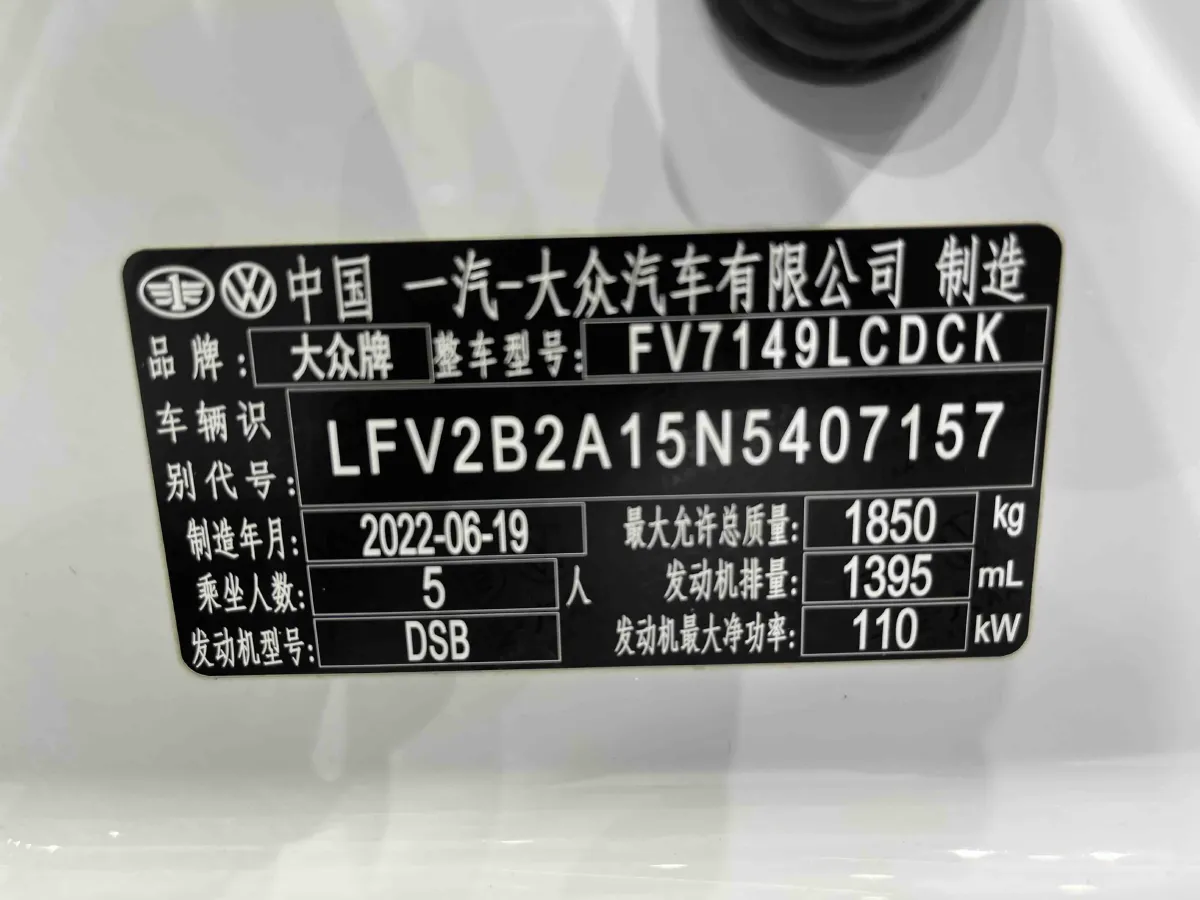 中国 一汽-大众汽车有限公司 制造
品牌: 大众牌 整车型号: FV7149LCDCK
车辆识别代号: LFV2B2A15N5407157
制造年月: 2022-06-19 最大允许总质量: 1850 kg
乘坐人数: 5 人 发动机排量: 1395 mL
发动机型号: DSB 发动机最大净功率: 110 kW